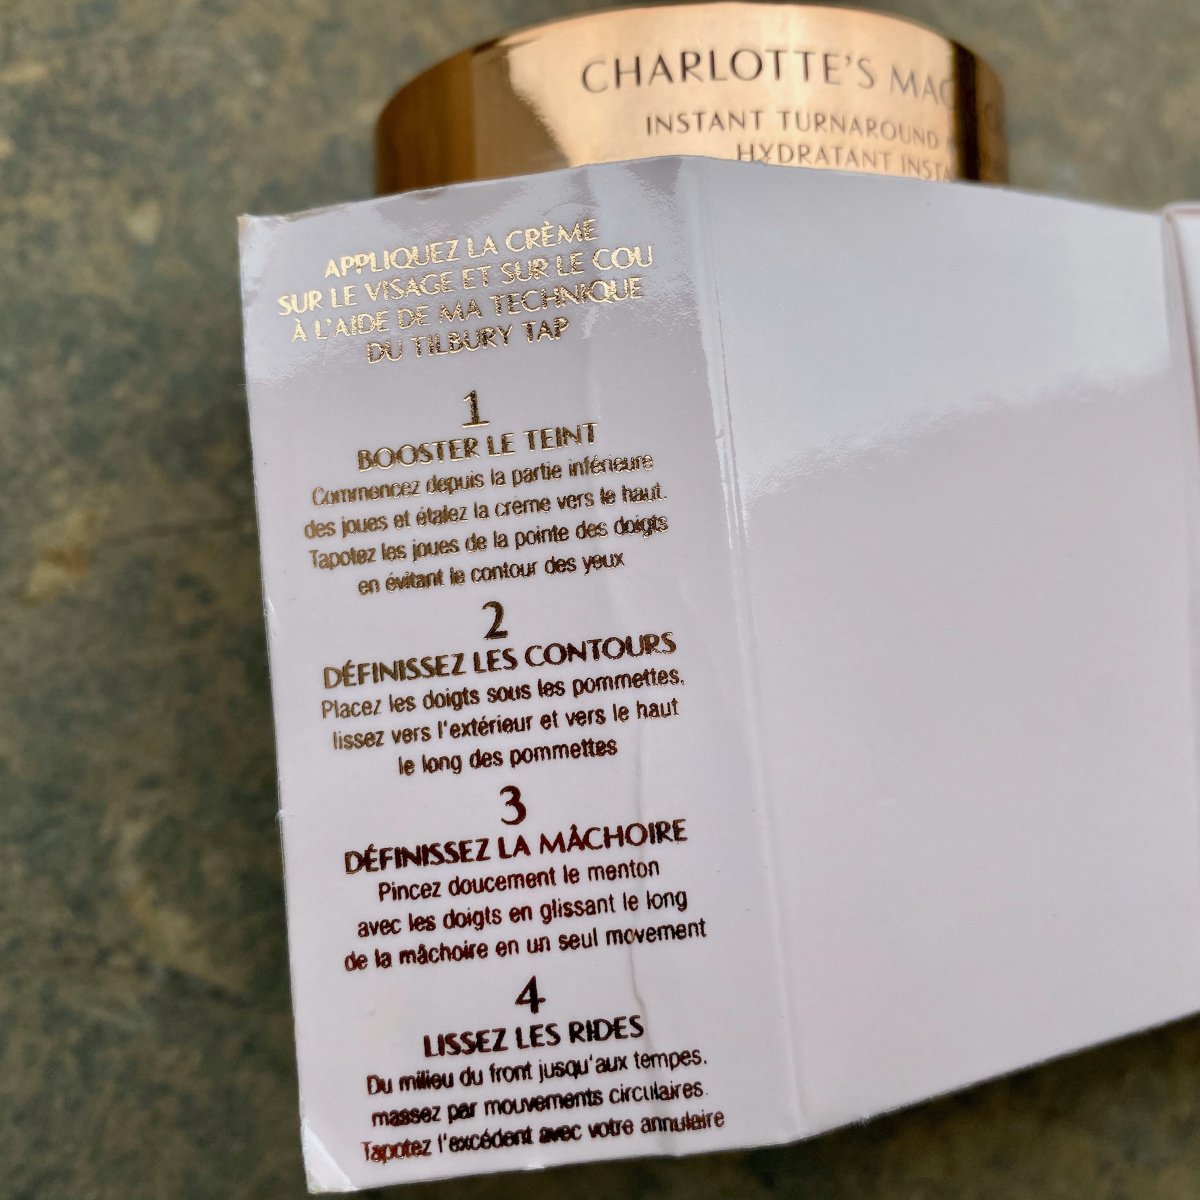 CHARLOTTE'S
INSTANT TURNAROUND
HYDRATANT
APPLIQUEZ LA CRÈME
SUR LE VISAGE ET SUR LE COU
À L'AIDE DE MA TECHNIQUE
DU TILBURY TAP
1
BOOSTER LE TEINT
Commencez depuis la partie inférieure
des joues et étalez la crème vers le haut.
Tapotez les joues de la pointe des doigts
en évitant le contour des yeux
2
DÉFINISSEZ LES CONTOURS
Placez les doigts sous les pommettes,
lissez vers l'extérieur et vers le haut
le long des pommettes
3
DÉFINISSEZ LA MÂCHOIRE
Pincez doucement le menton
avec les doigts en glissant le long
de la mâchoire en un seul movement
4
LISSEZ LES RIDES
Du milieu du front jusqu'aux tempes,
massez par mouvements circulaires.
Tapotez l'excédent avec votre annulaire